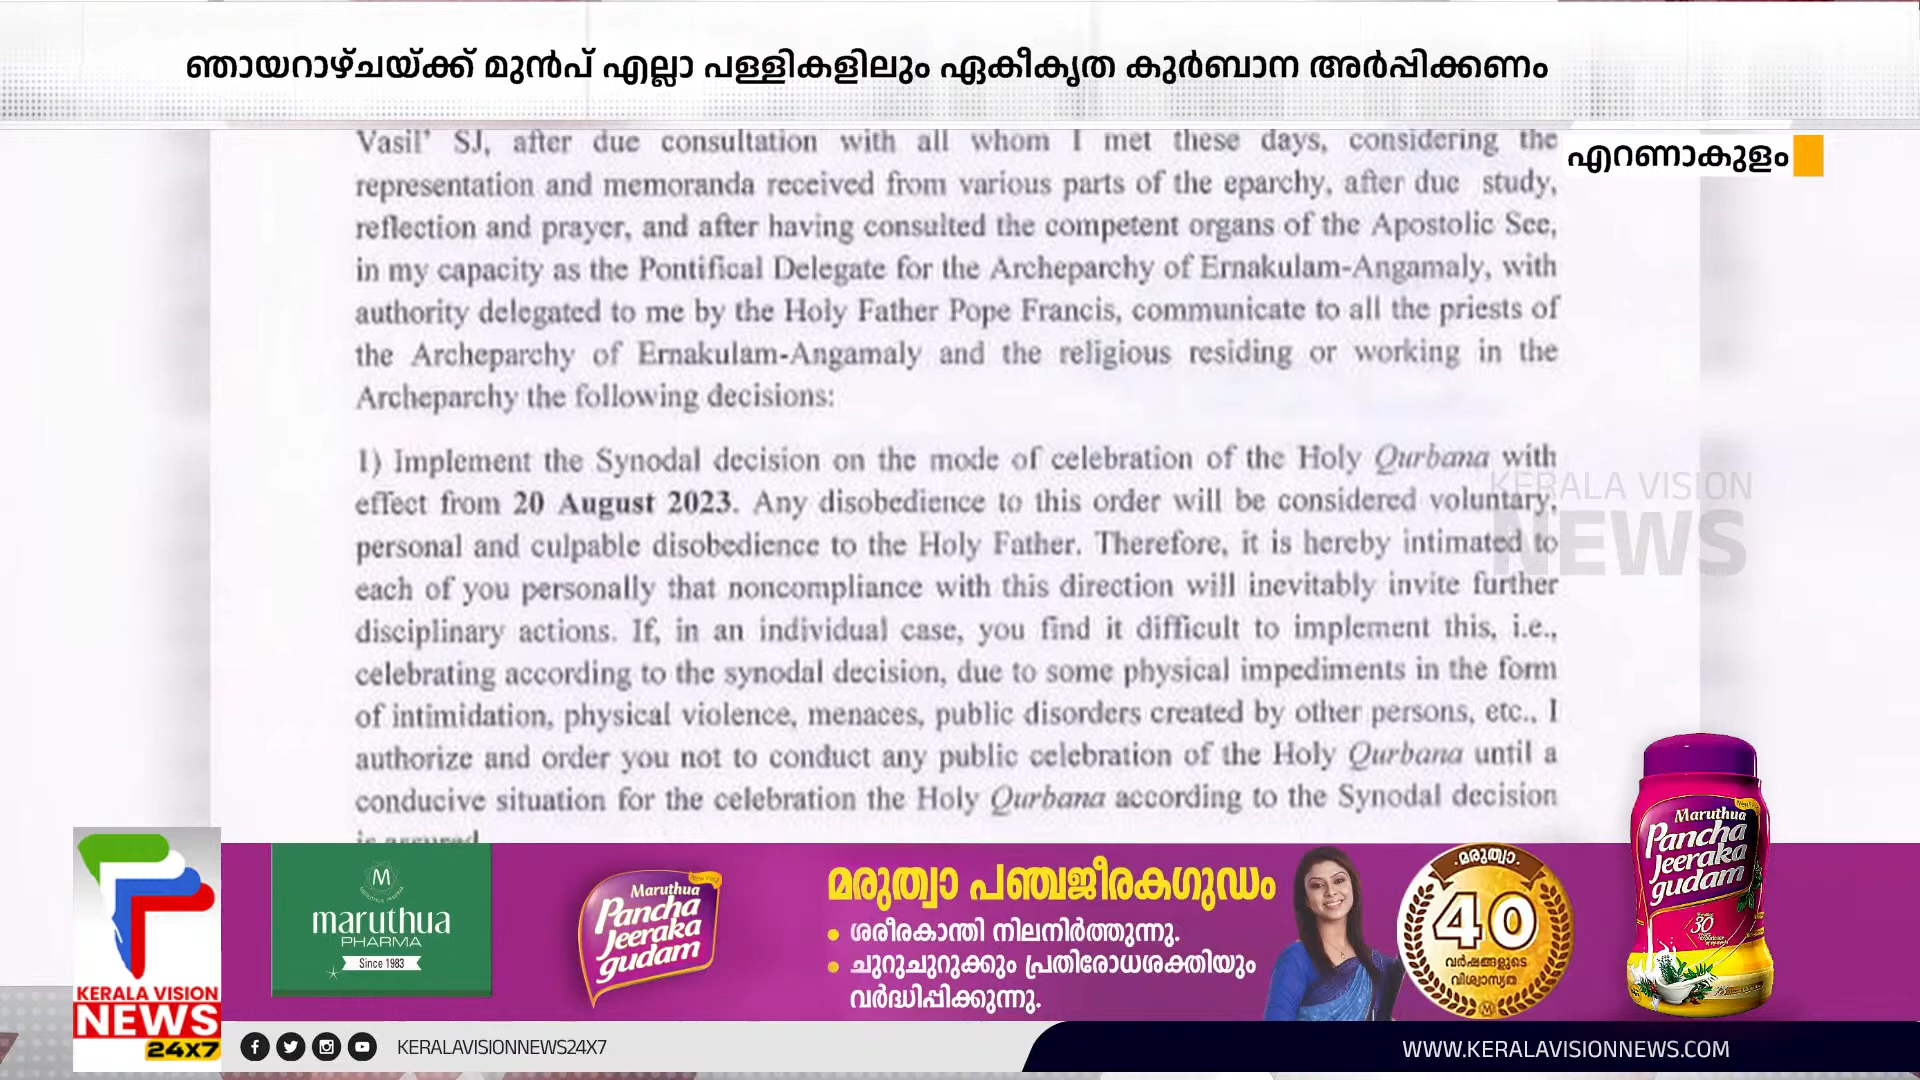 ഞായറാഴ്ചയ്ക്ക് മുൻപ് എല്ലാ പള്ളികളിലും ഏകീകൃത കുർബാന അർപ്പിക്കണം
എറണാകുളം
Vasil' SJ, after due consultation with all whom I met these days, considering the
representation and memoranda received from various parts of the eparchy, after due study,
reflection and prayer, and after having consulted the competent organs of the Apostolic See,
in my capacity as the Pontifical Delegate for the Archeparchy of Ernakulam-Angamaly, with
authority delegated to me by the Holy Father Pope Francis, communicate to all the priests of
the Archeparchy of Ernakulam-Angamaly and the religious residing or working in the
Archeparchy the following decisions:
1) Implement the Synodal decision on the mode of celebration of the Holy Qurbana with
effect from 20 August 2023. Any disobedience to this order will be considered voluntary,
personal and culpable disobedience to the Holy Father. Therefore, it is hereby intimated to
each of you personally that noncompliance with this direction will inevitably invite further
disciplinary actions. If, in an individual case, you find it difficult to implement this, i.e.,
celebrating according to the synodal decision, due to some physical impediments in the form
of intimidation, physical violence, menaces, public disorders created by other persons, etc., I
authorize and order you not to conduct any public celebration of the Holy Qurbana until a
conducive situation for the celebration the Holy Qurbana according to the Synodal decision
is assured
KERALA VISION
NEWS
M
maruthua
PHARMA
Since 1983
Maruthua
Pancha
Jeeraka
gudam
മരുത്വാ പഞ്ചജീരകഗുഡം
• ശരീരകാന്തി നിലനിർത്തുന്നു.
• ചുറുചുറുക്കും പ്രതിരോധശക്തിയും
വർദ്ധിപ്പിക്കുന്നു.
മരുത്വാ
40
വർഷങ്ങളുടെ
വിശ്വാസ്യത
Maruthua
Pancha
Jeeraka
gudam
30
KERALA VISION
NEWS
24x7
KERALAVISIONNEWS24X7
WWW.KERALAVISIONNEWS.COM